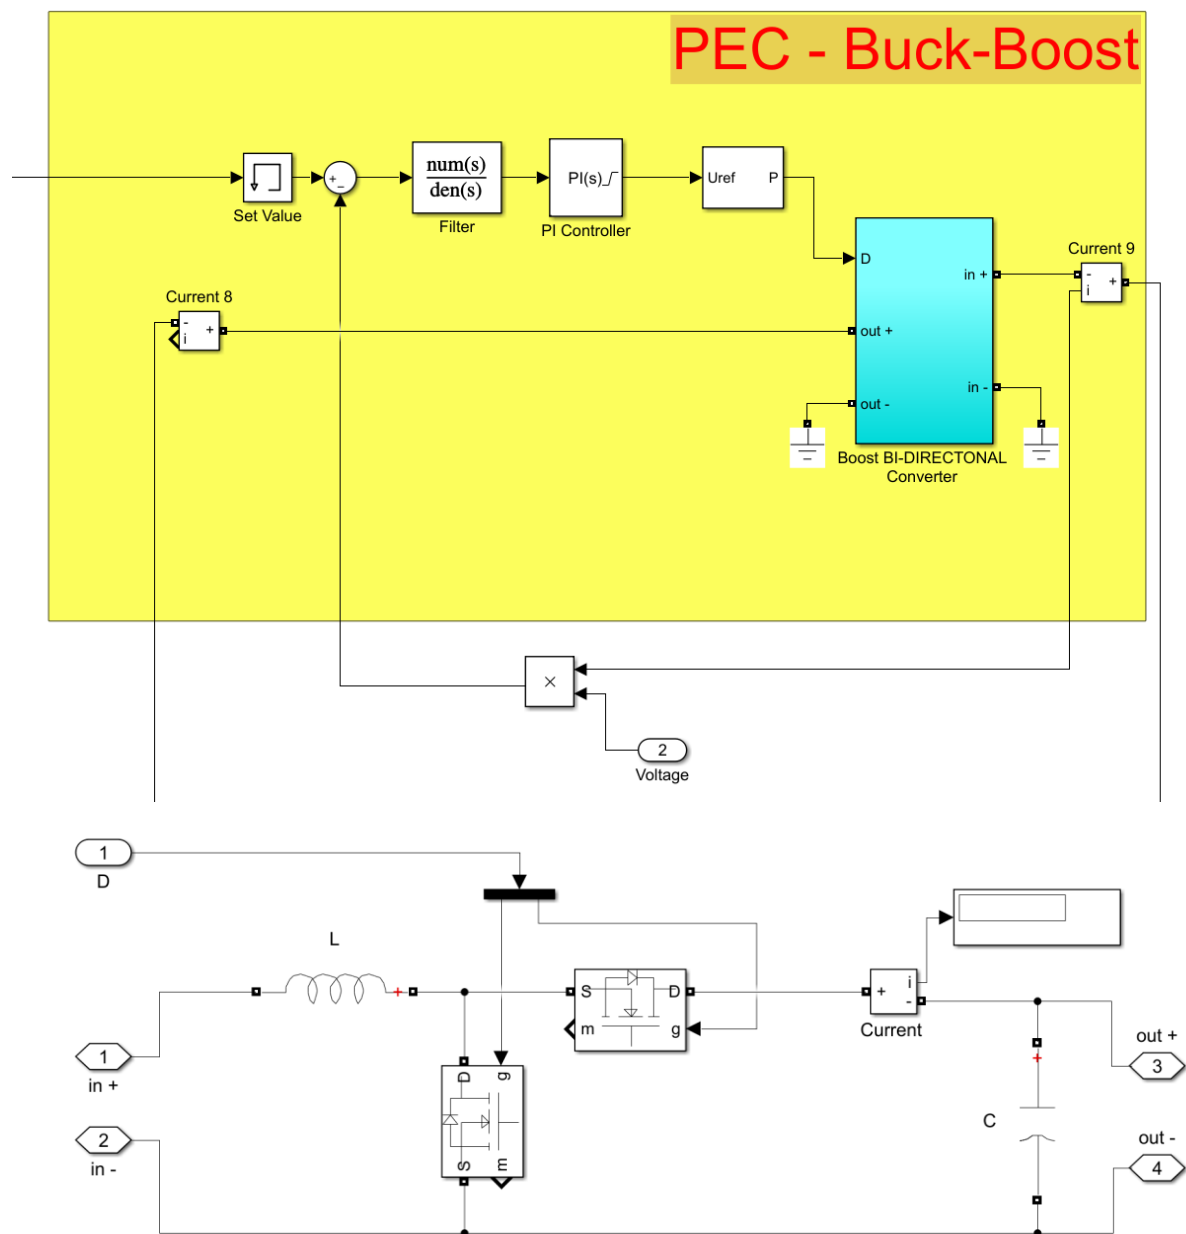 PEC - Buck-Boost
+
-
Set Value
num(s)
den(s)
Filter
PI(s)
PI Controller
Uref P
Current 8
-
i
+
D
out +
out -
in +
in -
Boost BI-DIRECTONAL
Converter
Current 9
-
i
+
×
2
Voltage
1
D
L
+
S D
m g
D g
S m
+ i
-
Current
1
in +
2
in -
+
C
out +
3
out -
4